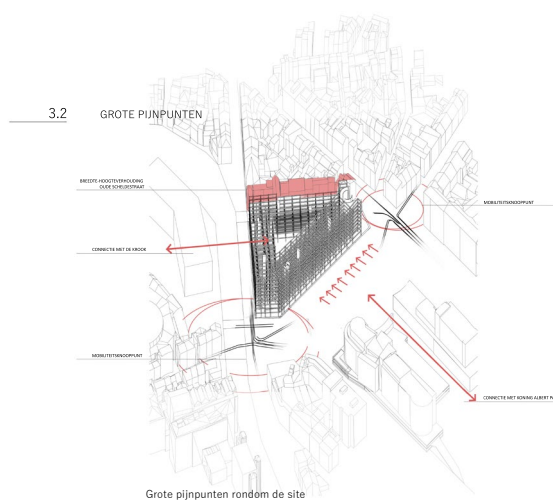 3.2 GROTE PIJNPUNTEN
BREEDTE-HOOGTEVERHOUDING
OUDE SCHELDESTRAAT
MOBILITEITSKNOOPPUNT
CONNECTIE MET DE KROOK
MOBILITEITSKNOOPPUNT
CONNECTIE MET KONING ALBERT P
Grote pijnpunten rondom de site